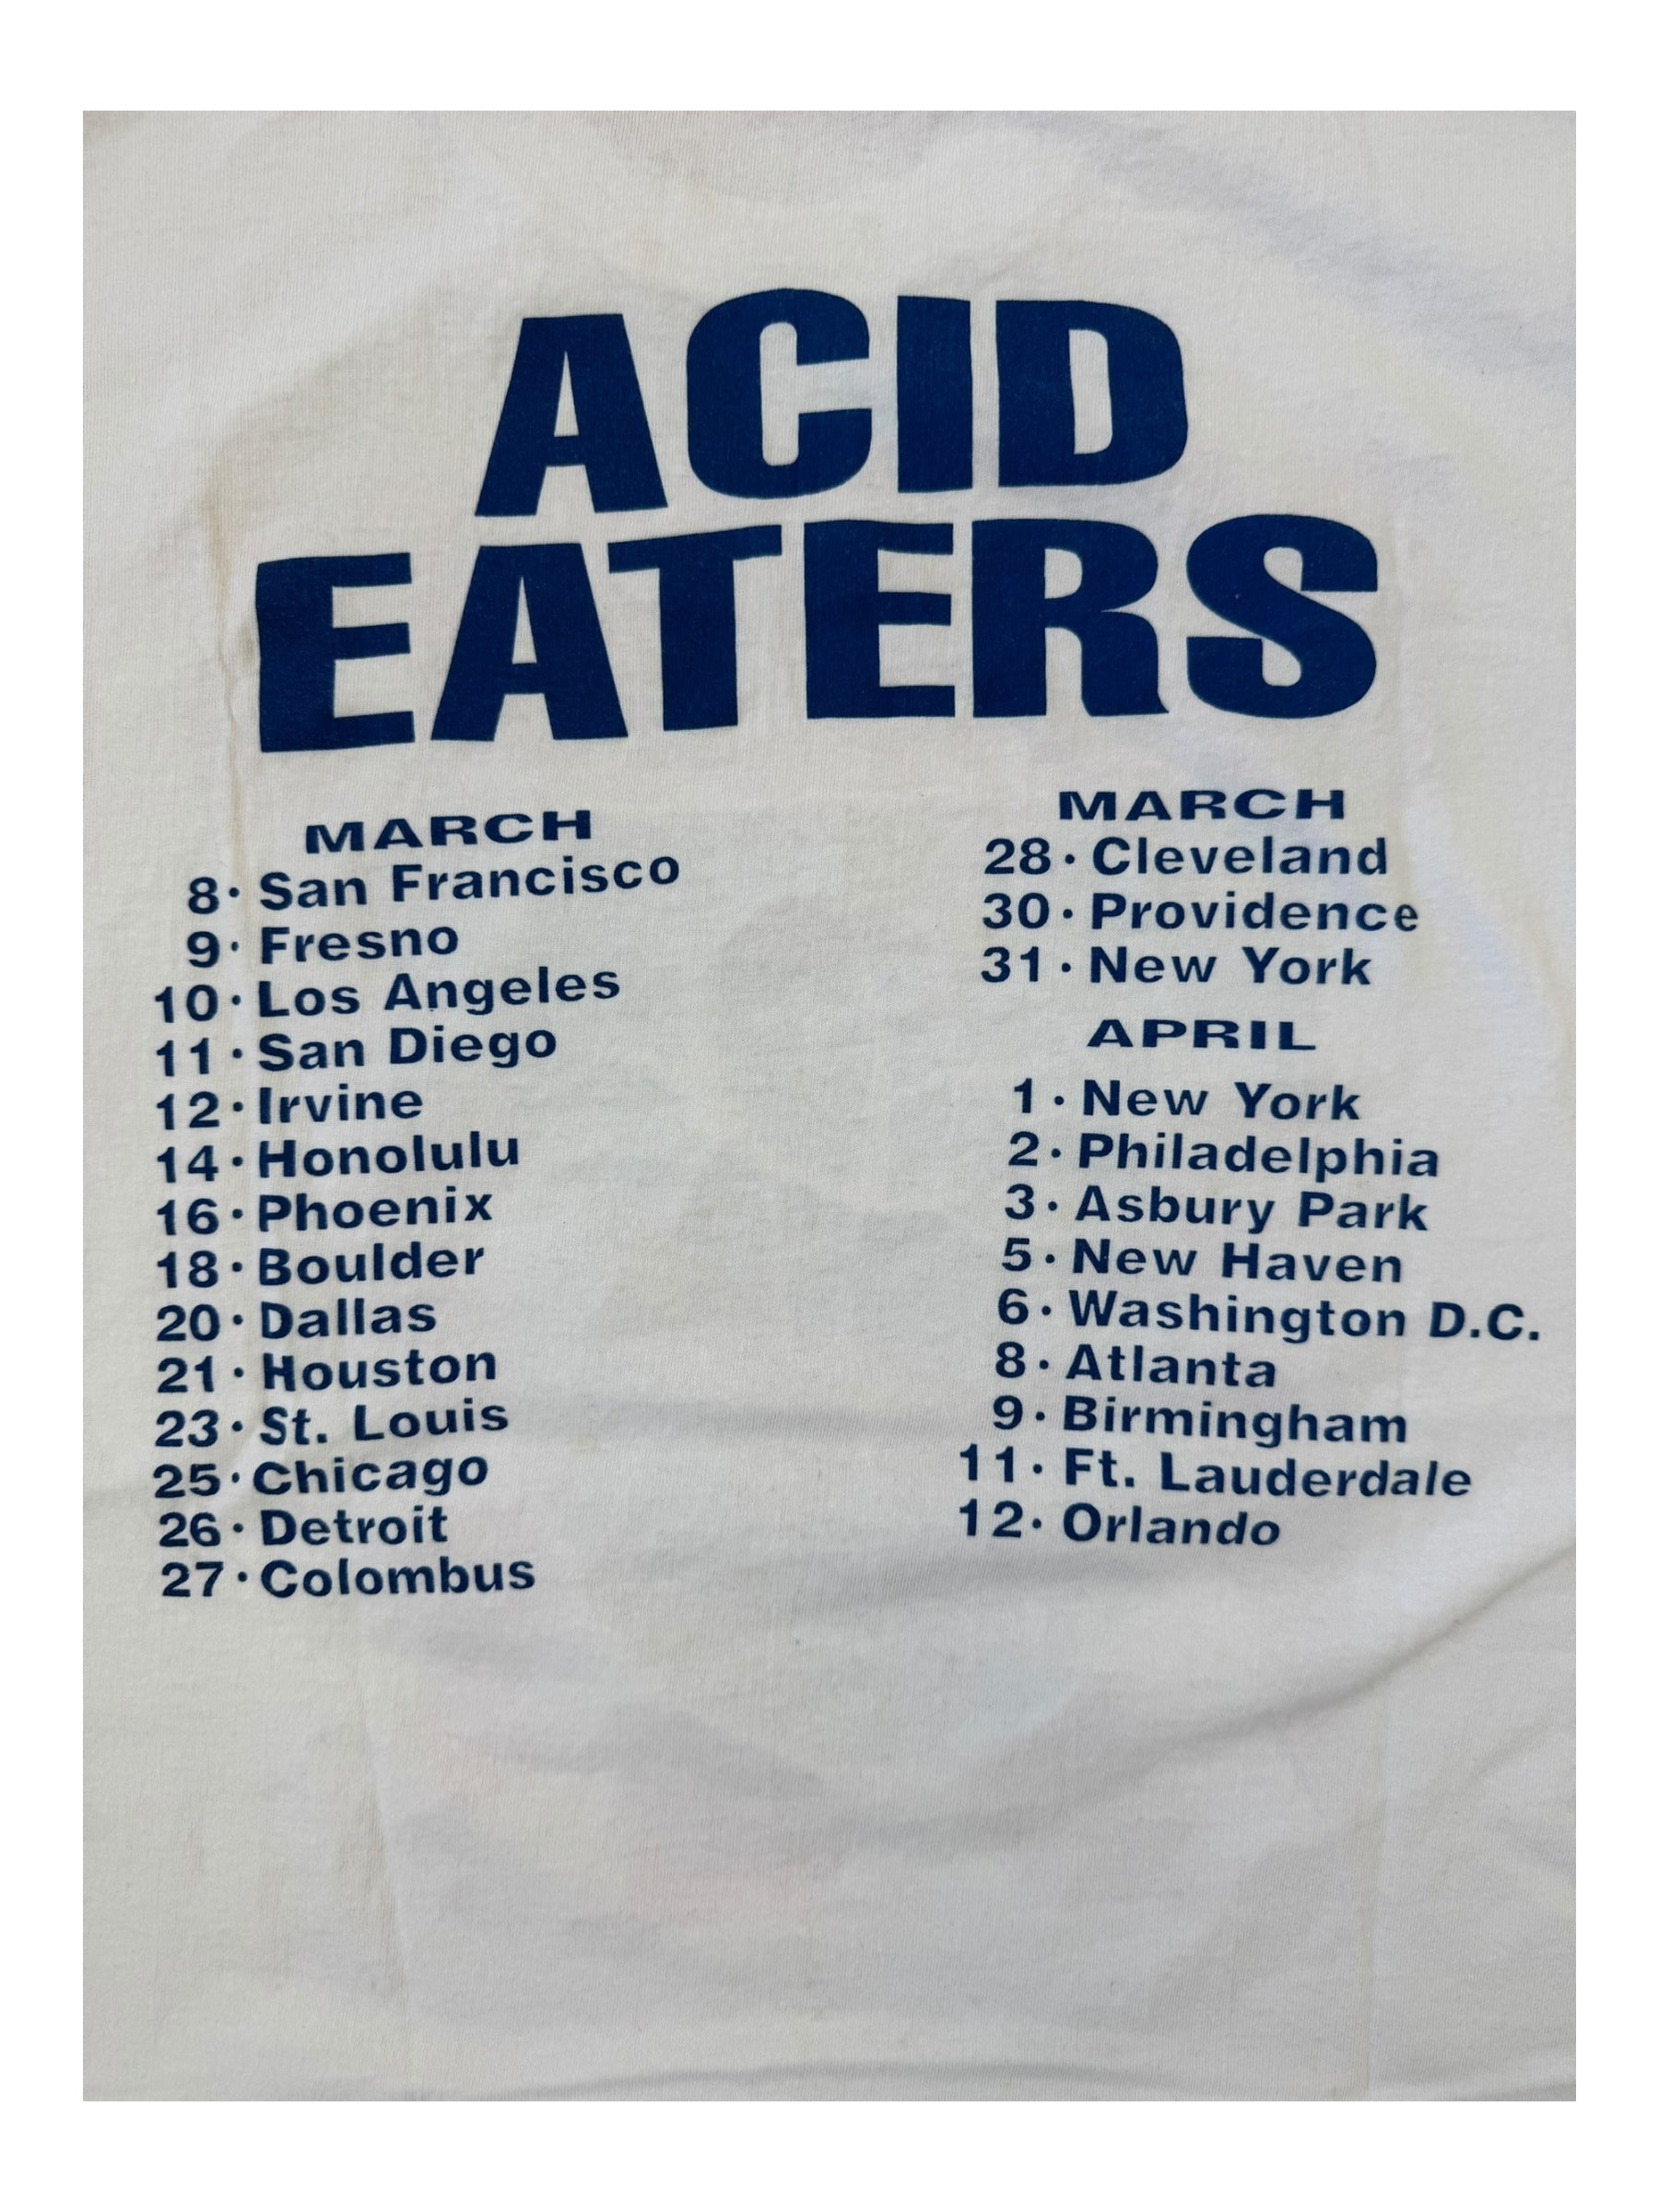 ACID
EATERS
MARCH
8· San Francisco
9· Fresno
10· Los Angeles
11· San Diego
12· Irvine
14· Honolulu
16· Phoenix
18· Boulder
20· Dallas
21· Houston
23· St. Louis
25· Chicago
26· Detroit
27· Colombus
MARCH
28· Cleveland
30· Providence
31· New York
APRIL
1· New York
2· Philadelphia
3· Asbury Park
5· New Haven
6· Washington D.C.
8· Atlanta
9· Birmingham
11· Ft. Lauderdale
12· Orlando